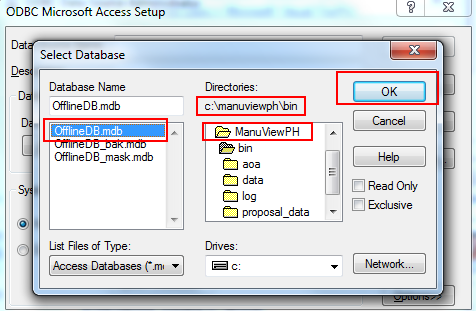 ODBC Microsoft Access Setup
Select Database
Database Name
OfflineDB.mdb
OfflineDB.mdb
OfflineDB_bak.mdb
OfflineDB_mask.mdb
List Files of Type:
Access Databases (*.m
Directories:
c:\manuviewph\bin
ManuViewPH
bin
aoa
data
log
proposal_data
Drives:
c:
OK
Cancel
Help
Read Only
Exclusive
Network...
Options>>